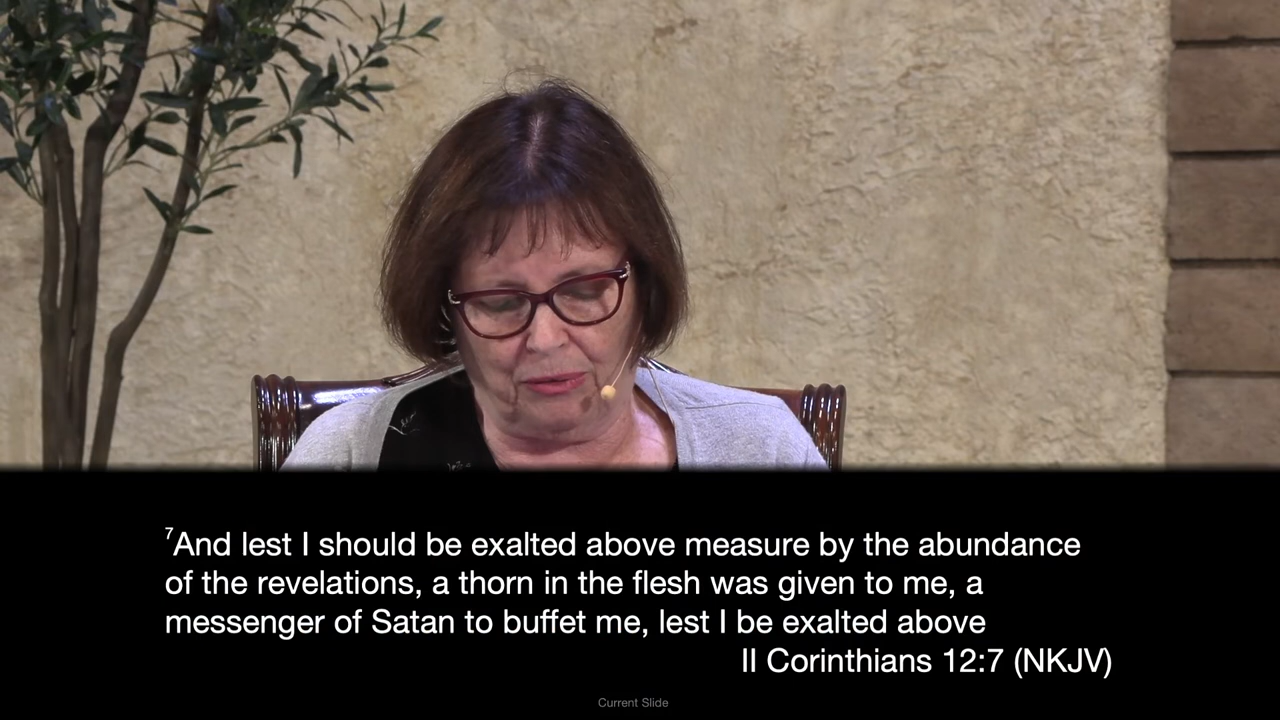 ⁷And lest I should be exalted above measure by the abundance
of the revelations, a thorn in the flesh was given to me, a
messenger of Satan to buffet me, lest I be exalted above
II Corinthians 12:7 (NKJV)
Current Slide